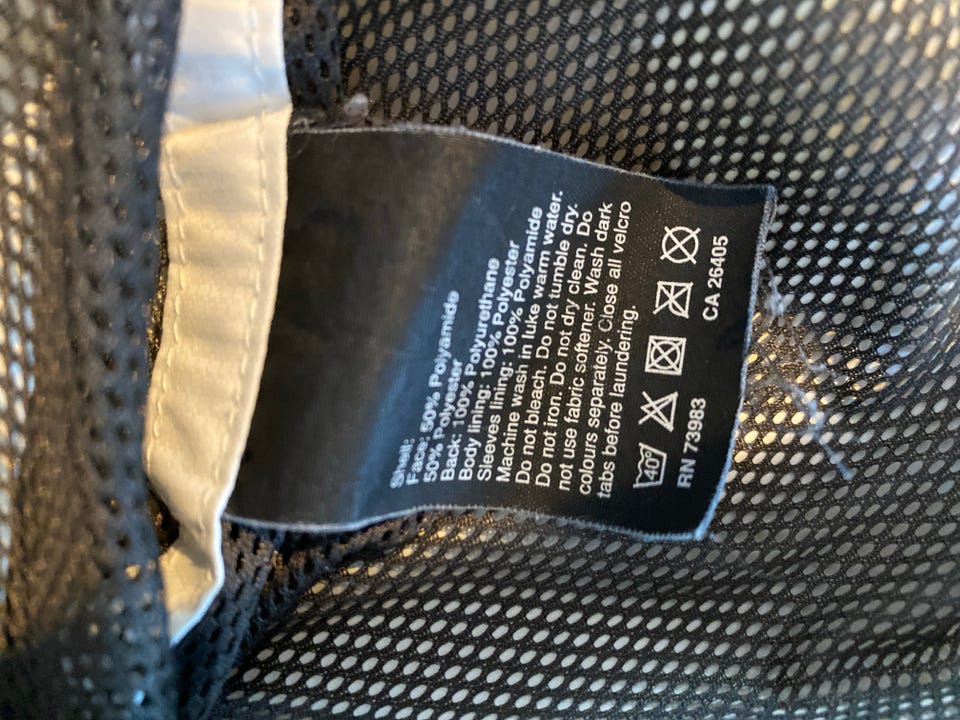 Shell:
Face: 50% Polyamide
50% Polyester
Back: 100% Polyurethane
Body lining: 100% Polyester
Sleeves lining: 100% Polyamide
Machine wash in luke warm water.
Do not bleach. Do not tumble dry.
Do not iron. Do not dry clean. Do
not use fabric softener. Wash dark
colours separately. Close all velcro
tabs before laundering.
40°
RN 73983 CA 26405